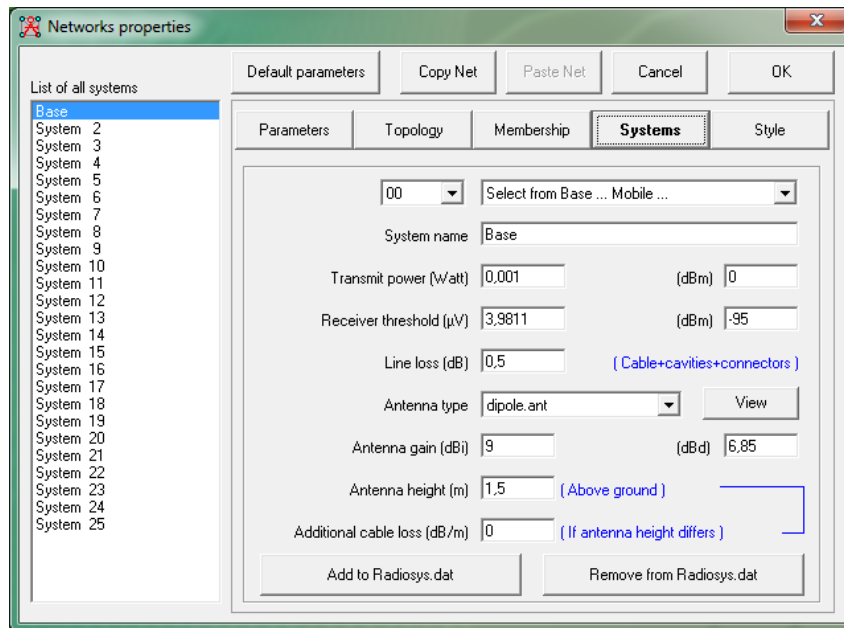 Networks properties
Default parameters
Copy Net
Paste Net
Cancel
OK
List of all systems
Base
System 2
System 3
System 4
System 5
System 6
System 7
System 8
System 9
System 10
System 11
System 12
System 13
System 14
System 15
System 16
System 17
System 18
System 19
System 20
System 21
System 22
System 23
System 24
System 25
Parameters
Topology
Membership
Systems
Style
00
Select from Base ... Mobile ...
System name Base
Transmit power (Watt) 0,001 (dBm) 0
Receiver threshold (µV) 3,9811 (dBm) -95
Line loss (dB) 0,5 ( Cable+cavities+connectors )
Antenna type dipole.ant View
Antenna gain (dBi) 9 (dBd) 6,85
Antenna height (m) 1,5 ( Above ground )
Additional cable loss (dB/m) 0 ( If antenna height differs )
Add to Radiosys.dat
Remove from Radiosys.dat